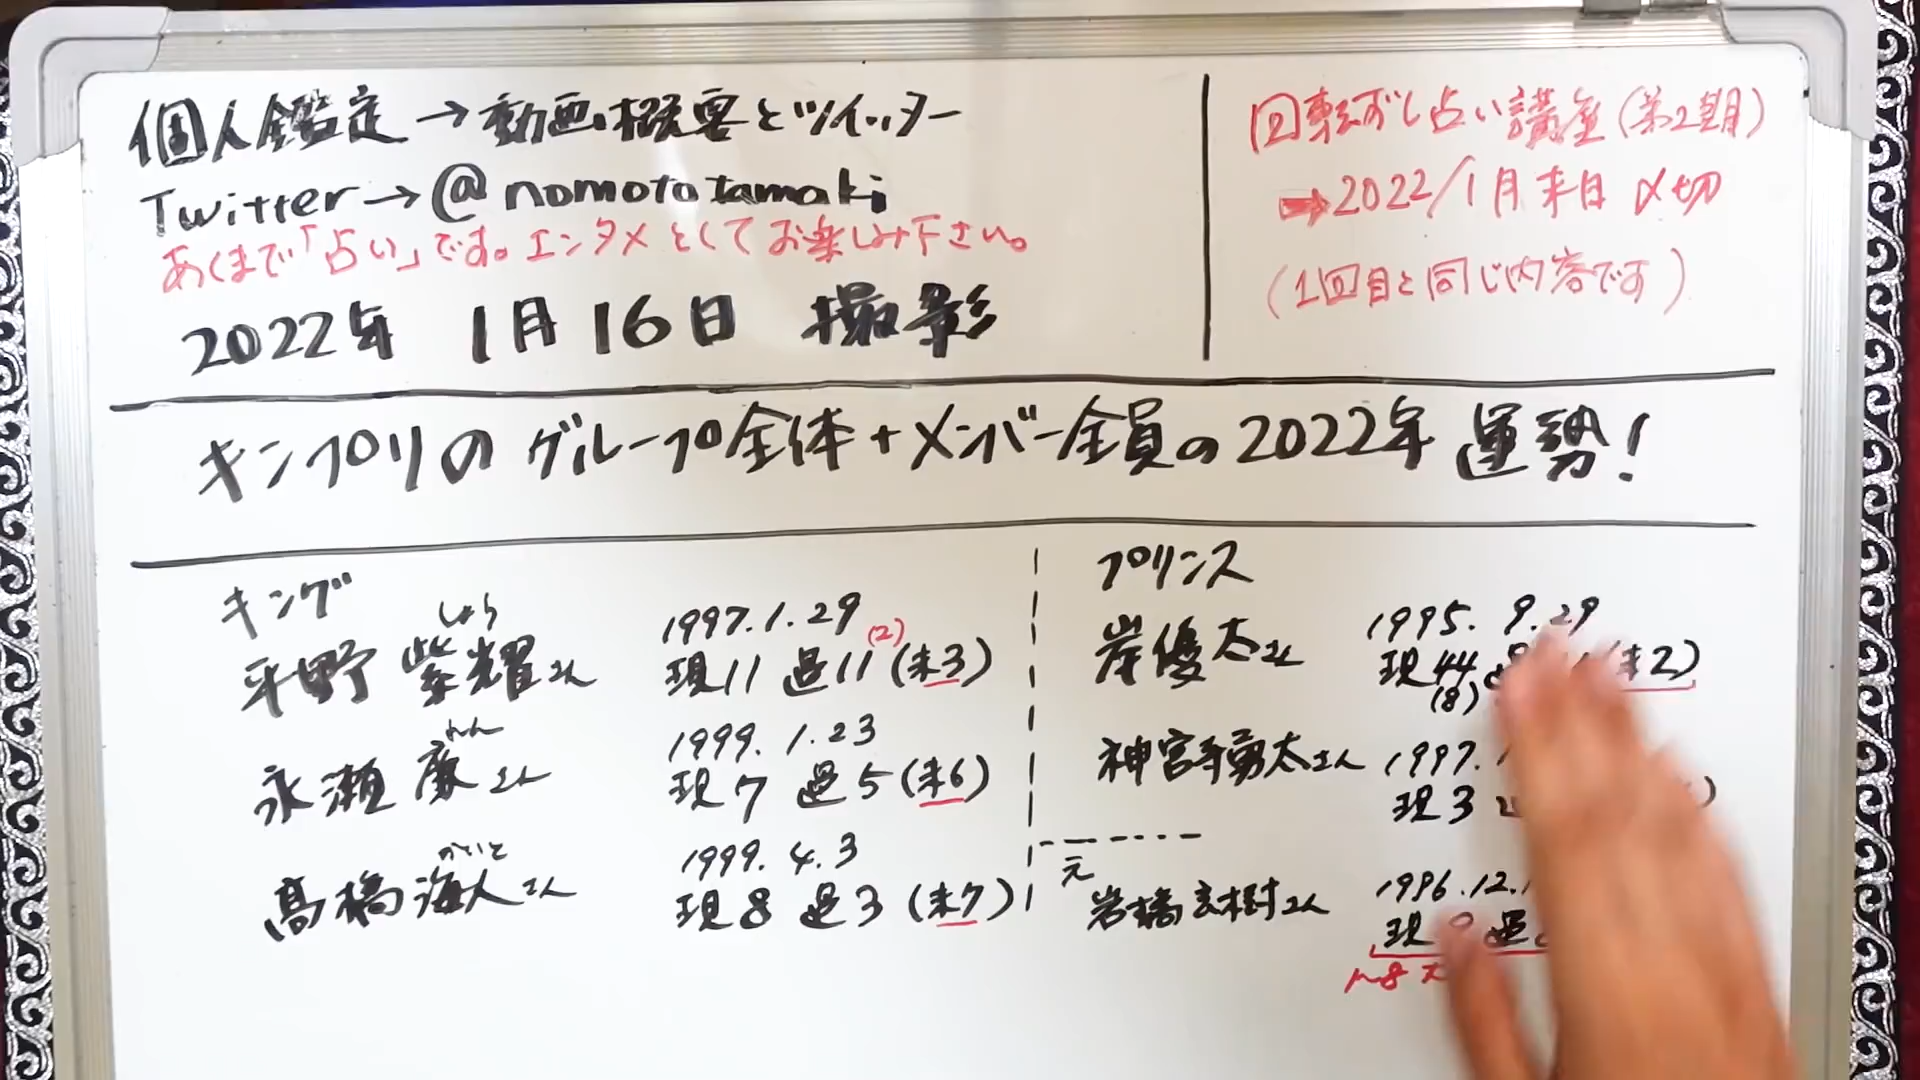 個人鑑定→動画概要とツイッター
Twitter→@nomototamaki
あくまで「占い」です。エンタメとしてお楽しみ下さい。
2022年 1月16日 撮影
回転ずし占い講座(第2期)
→2022/1月末日〆切
(1回目と同じ内容です)
キンプリのグループ全体+メンバー全員の2022年運勢!
キング
しょう
平野 紫耀さん
1997.1.29
(2)
現11 過11(未3)
れん
永瀬 廉さん
1999.1.23
現7 過5(未6)
かいと
髙橋 海人さん
1999.4.3
現8 過3(未7)
プリンス
岸優太さん
1995.9.29
現44 (未2)
(8)
神宮寺勇太さん
1997.
現3
元
岩橋玄樹さん
1996.12.1
現 過